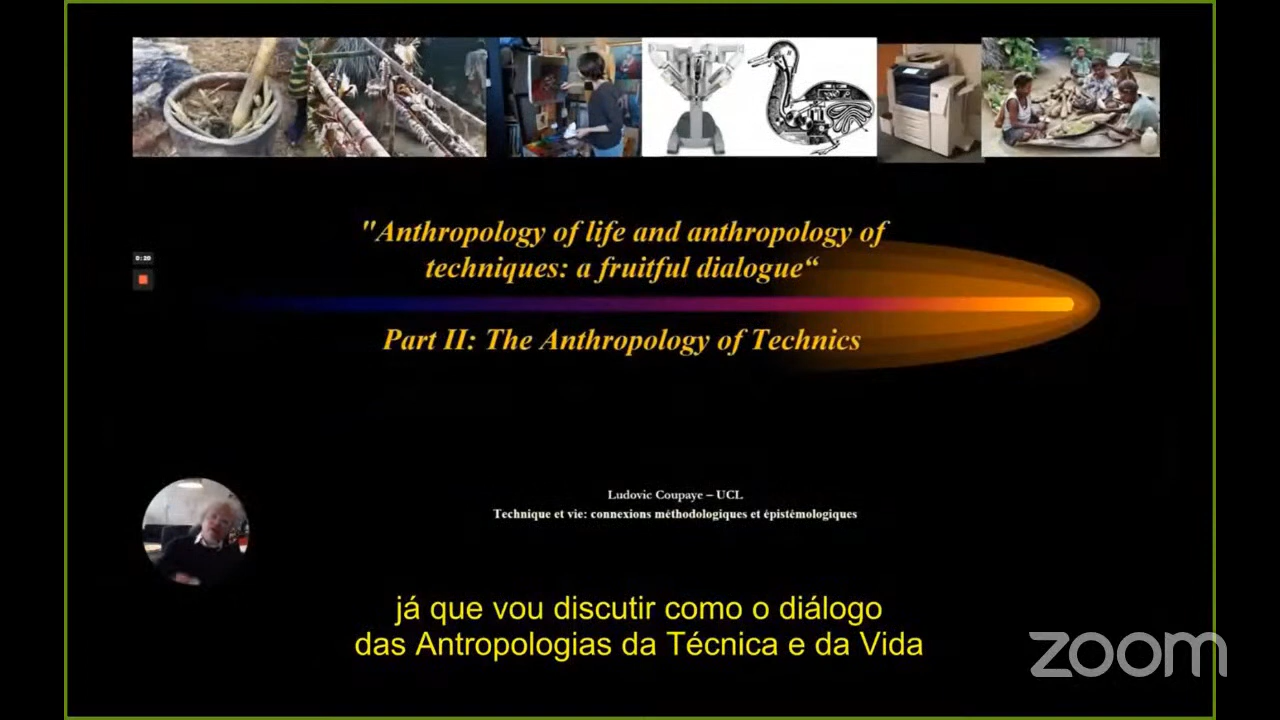 "Anthropology of life and anthropology of
techniques: a fruitful dialogue“
0:20
Part II: The Anthropology of Technics
Ludovic Coupaye – UCL
Technique et vie: connexions méthodologiques et épistémologiques
já que vou discutir como o diálogo
das Antropologias da Técnica e da Vida
zoom